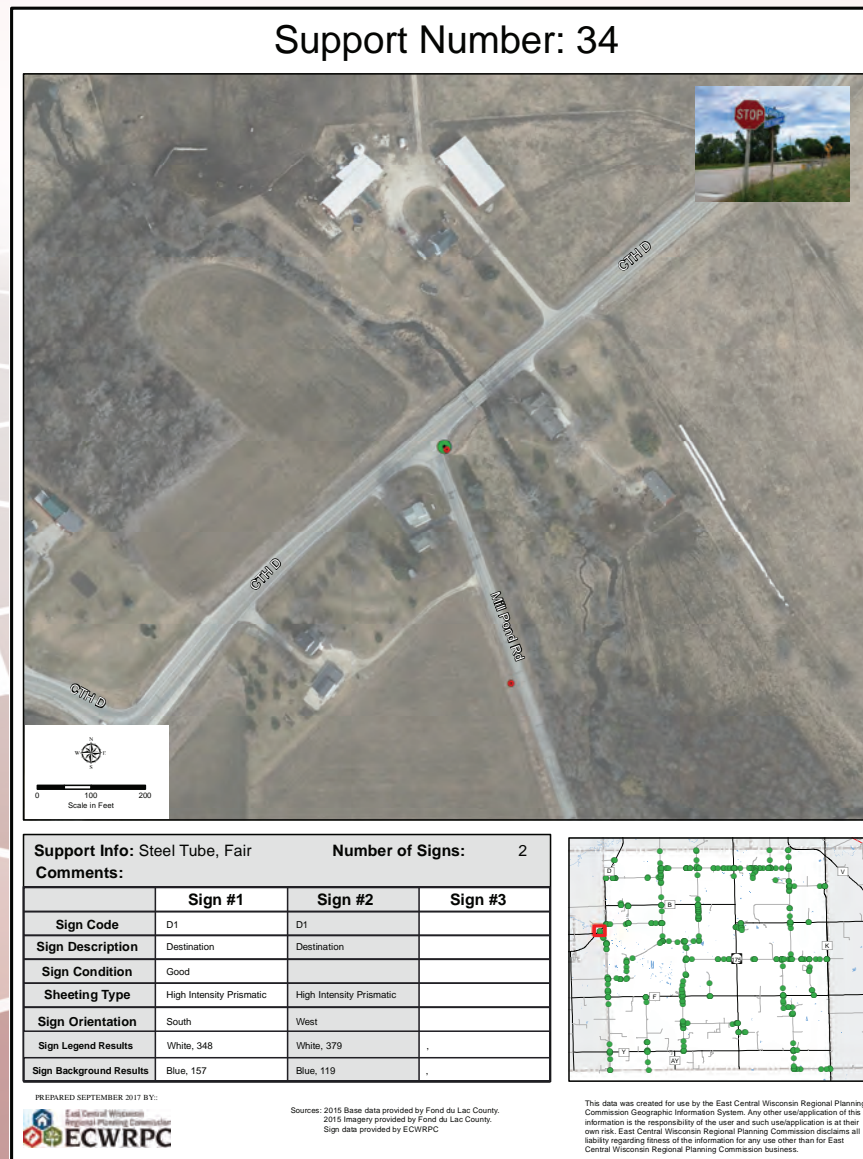 Support Number: 34
STOP
CTH D
CTH D
CTH D
Mill Pond Rd
N
W E
S
0 100 200
Scale in Feet
Support Info: Steel Tube, Fair Number of Signs: 2
Comments:
Sign #1 Sign #2 Sign #3
Sign Code D1 D1
Sign Description Destination Destination
Sign Condition Good
Sheeting Type High Intensity Prismatic High Intensity Prismatic
Sign Orientation South West
Sign Legend Results White, 348 White, 379 ,
Sign Background Results Blue, 157 Blue, 119 ,
D
V
B
K
175
F
Y
AY
PREPARED SEPTEMBER 2017 BY::
East Central Wisconsin
Regional Planning Commission
ECWRPC
Sources: 2015 Base data provided by Fond du Lac County.
2015 Imagery provided by Fond du Lac County.
Sign data provided by ECWRPC
This data was created for use by the East Central Wisconsin Regional Planning
Commission Geographic Information System. Any other use/application of this
information is the responsibility of the user and such use/application is at their
own risk. East Central Wisconsin Regional Planning Commission disclaims all
liability regarding fitness of the information for any use other than for East
Central Wisconsin Regional Planning Commission business.